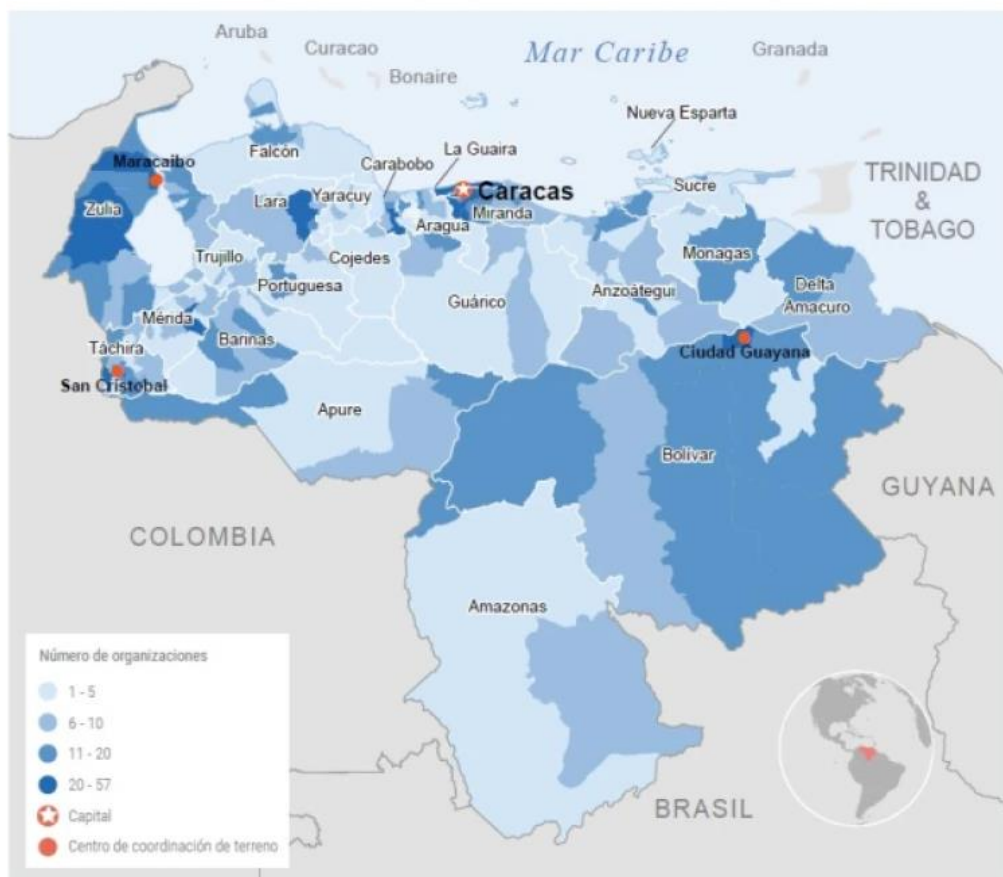 Aruba
Curacao
Bonaire
Mar Caribe
Granada
Nueva Esparta
La Guaira
Carabobo
Falcón
Maracaibo
Caracas
Sucre
TRINIDAD
&
TOBAGO
Zulia
Lara
Yaracuy
Aragua
Miranda
Monagas
Trujillo
Cojedes
Portuguesa
Guárico
Anzoátegui
Delta
Amacuro
Mérida
Barinas
Táchira
Ciudad Guayana
San Cristobal
Apure
Bolívar
GUYANA
COLOMBIA
Amazonas
BRASIL
Número de organizaciones
1 - 5
6 - 10
11 - 20
20 - 57
Capital
Centro de coordinación de terreno